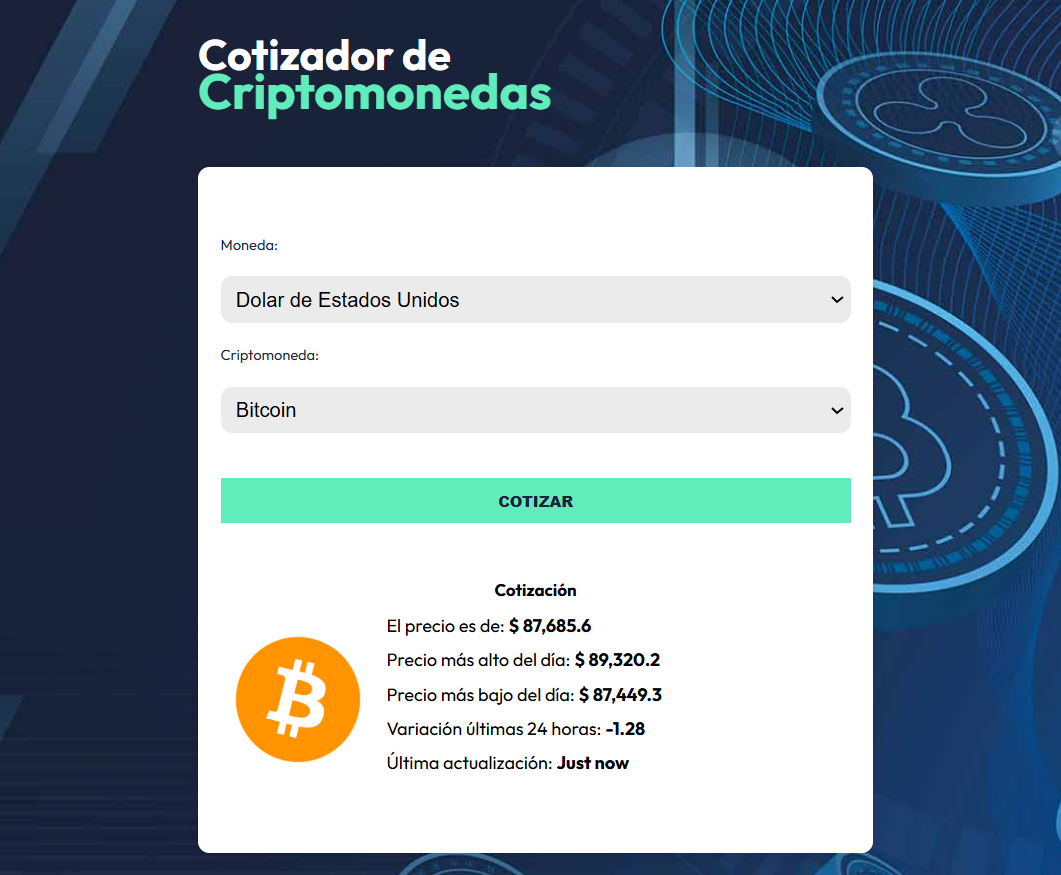 Cotizador de
Criptomonedas
Moneda:
Dolar de Estados Unidos
Criptomoneda:
Bitcoin
COTIZAR
Cotización
El precio es de: $ 87,685.6
Precio más alto del día: $ 89,320.2
Precio más bajo del día: $ 87,449.3
Variación últimas 24 horas: -1.28
Última actualización: Just now